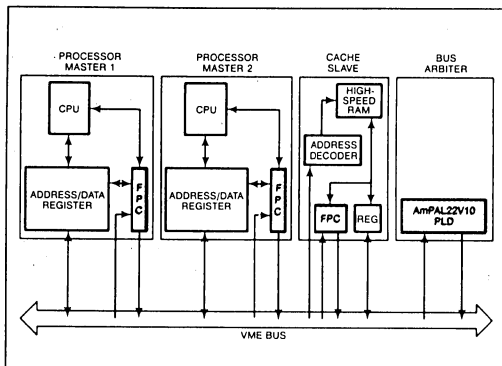 PROCESSOR
MASTER 1
CPU
ADDRESS/DATA
REGISTER
F
P
C
PROCESSOR
MASTER 2
CPU
ADDRESS/DATA
REGISTER
F
P
C
CACHE
SLAVE
HIGH-
SPEED
RAM
ADDRESS
DECODER
FPC
REG
BUS
ARBITER
AmPAL22V10
PLD
VME BUS